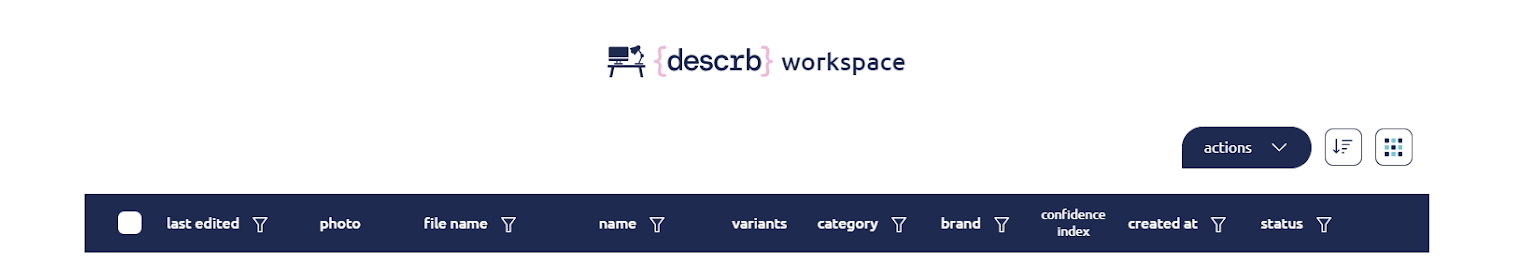 {descrb} workspace
actions
last edited photo file name name variants category brand confidence index created at status